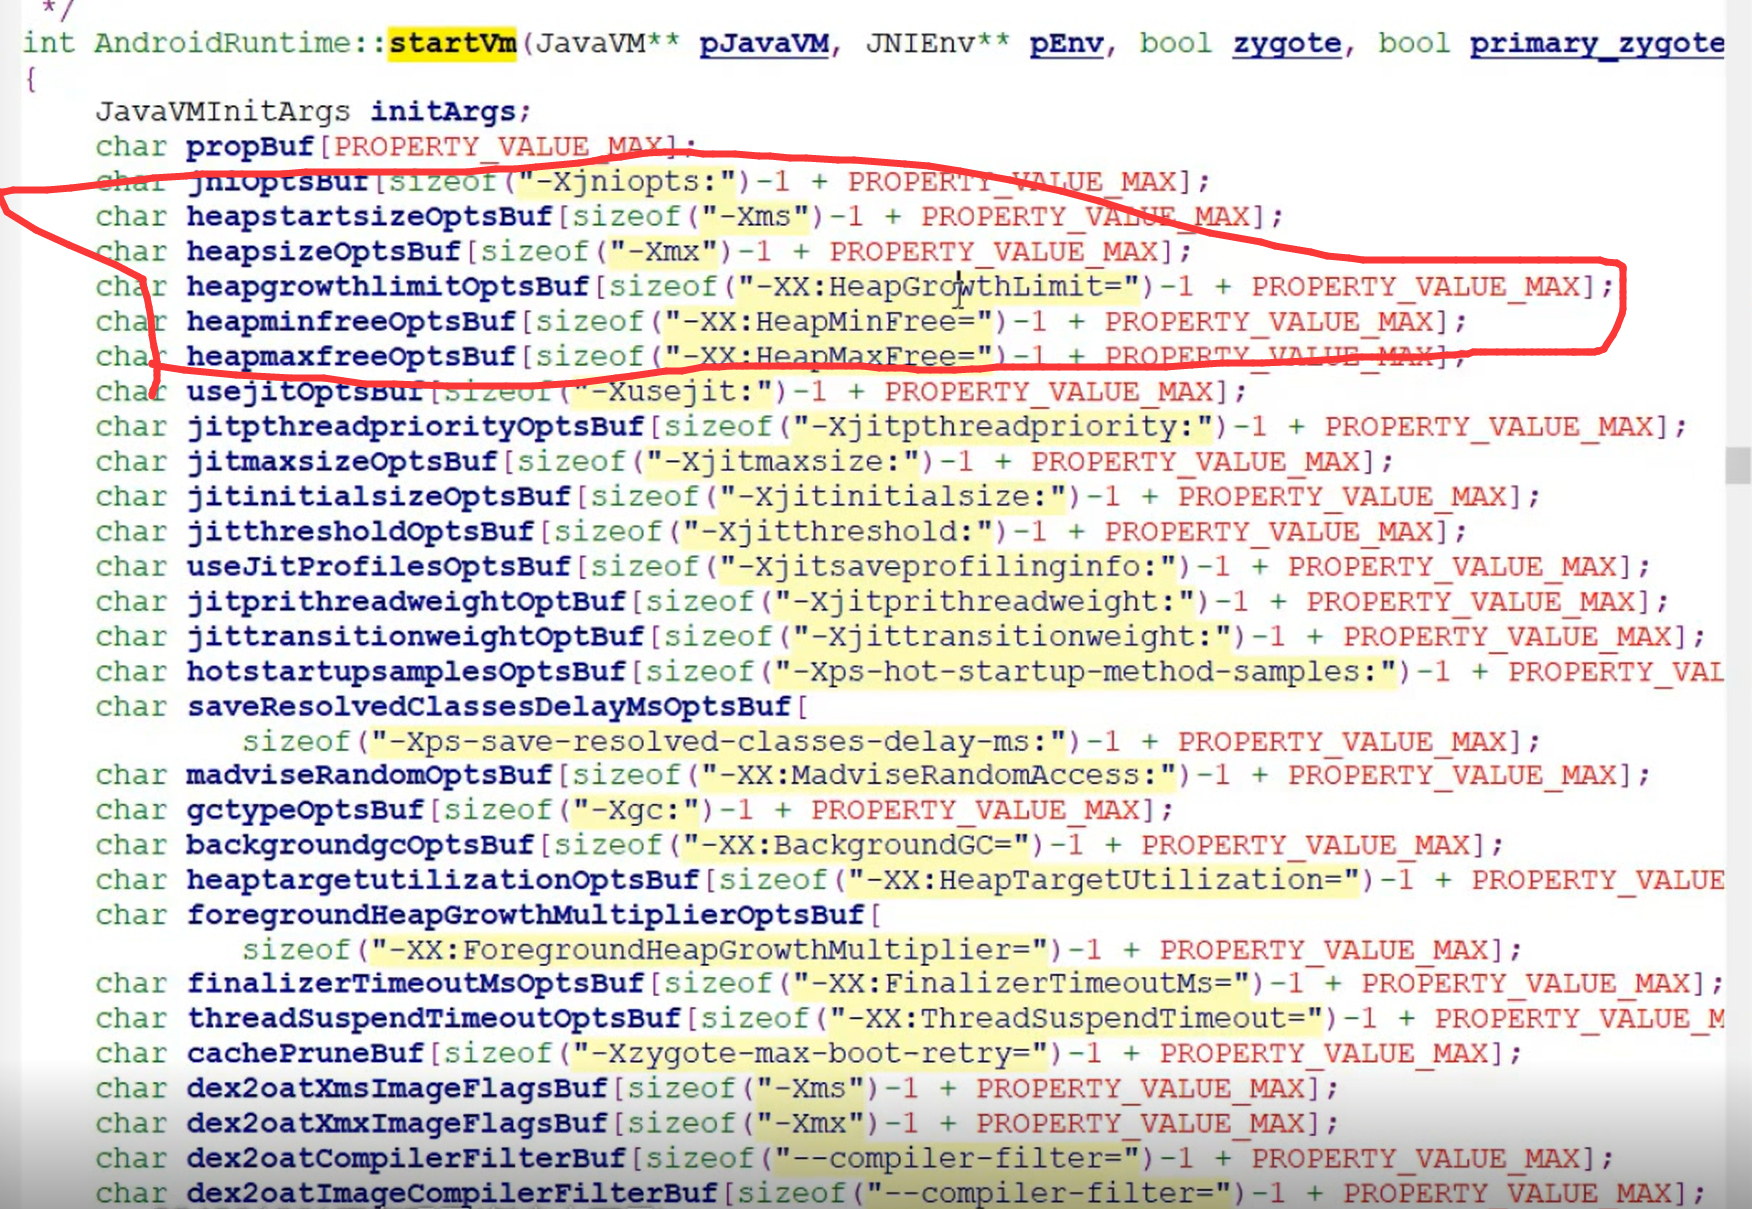 */
int AndroidRuntime::startVm(JavaVM** pJavaVM, JNIEnv** pEnv, bool zygote, bool primary_zygote
{
JavaVMInitArgs initArgs;
char propBuf[PROPERTY_VALUE_MAX];
char jniOptsBuf[sizeof("-Xjniopts:")-1 + PROPERTY_VALUE_MAX];
char heapstartsizeOptsBuf[sizeof("-Xms")-1 + PROPERTY_VALUE_MAX];
char heapsizeOptsBuf[sizeof("-Xmx")-1 + PROPERTY_VALUE_MAX];
char heapgrowthlimitOptsBuf[sizeof("-XX:HeapGrowthLimit=")-1 + PROPERTY_VALUE_MAX];
char heapminfreeOptsBuf[sizeof("-XX:HeapMinFree=")-1 + PROPERTY_VALUE_MAX];
char heapmaxfreeOptsBuf[sizeof("-XX:HeapMaxFree=")-1 + PROPERTY_VALUE_MAX];
char usejitOptsBuf[sizeof("-Xusejit:")-1 + PROPERTY_VALUE_MAX];
char jitpthreadpriorityOptsBuf[sizeof("-Xjitpthreadpriority:")-1 + PROPERTY_VALUE_MAX];
char jitmaxsizeOptsBuf[sizeof("-Xjitmaxsize:")-1 + PROPERTY_VALUE_MAX];
char jitinitialsizeOptsBuf[sizeof("-Xjitinitialsize:")-1 + PROPERTY_VALUE_MAX];
char jitthresholdOptsBuf[sizeof("-Xjitthreshold:")-1 + PROPERTY_VALUE_MAX];
char useJitProfilesOptsBuf[sizeof("-Xjitsaveprofilinginfo:")-1 + PROPERTY_VALUE_MAX];
char jitprithreadweightOptBuf[sizeof("-Xjitprithreadweight:")-1 + PROPERTY_VALUE_MAX];
char jittransitionweightOptBuf[sizeof("-Xjittransitionweight:")-1 + PROPERTY_VALUE_MAX];
char hotstartupsamplesOptsBuf[sizeof("-Xps-hot-startup-method-samples:")-1 + PROPERTY_VAL
char saveResolvedClassesDelayMsOptsBuf[
sizeof("-Xps-save-resolved-classes-delay-ms:")-1 + PROPERTY_VALUE_MAX];
char madviseRandomOptsBuf[sizeof("-XX:MadviseRandomAccess:")-1 + PROPERTY_VALUE_MAX];
char gctypeOptsBuf[sizeof("-Xgc:")-1 + PROPERTY_VALUE_MAX];
char backgroundgcOptsBuf[sizeof("-XX:BackgroundGC=")-1 + PROPERTY_VALUE_MAX];
char heaptargetutilizationOptsBuf[sizeof("-XX:HeapTargetUtilization=")-1 + PROPERTY_VALUE
char foregroundHeapGrowthMultiplierOptsBuf[
sizeof("-XX:ForegroundHeapGrowthMultiplier=")-1 + PROPERTY_VALUE_MAX];
char finalizerTimeoutMsOptsBuf[sizeof("-XX:FinalizerTimeoutMs=")-1 + PROPERTY_VALUE_MAX];
char threadSuspendTimeoutOptsBuf[sizeof("-XX:ThreadSuspendTimeout=")-1 + PROPERTY_VALUE_M
char cachePruneBuf[sizeof("-Xzygote-max-boot-retry=")-1 + PROPERTY_VALUE_MAX];
char dex2oatXmsImageFlagsBuf[sizeof("-Xms")-1 + PROPERTY_VALUE_MAX];
char dex2oatXmxImageFlagsBuf[sizeof("-Xmx")-1 + PROPERTY_VALUE_MAX];
char dex2oatCompilerFilterBuf[sizeof("--compiler-filter=")-1 + PROPERTY_VALUE_MAX];
char dex2oatImageCompilerFilterBuf[sizeof("--compiler-filter=")-1 + PROPERTY_VALUE_MAX];